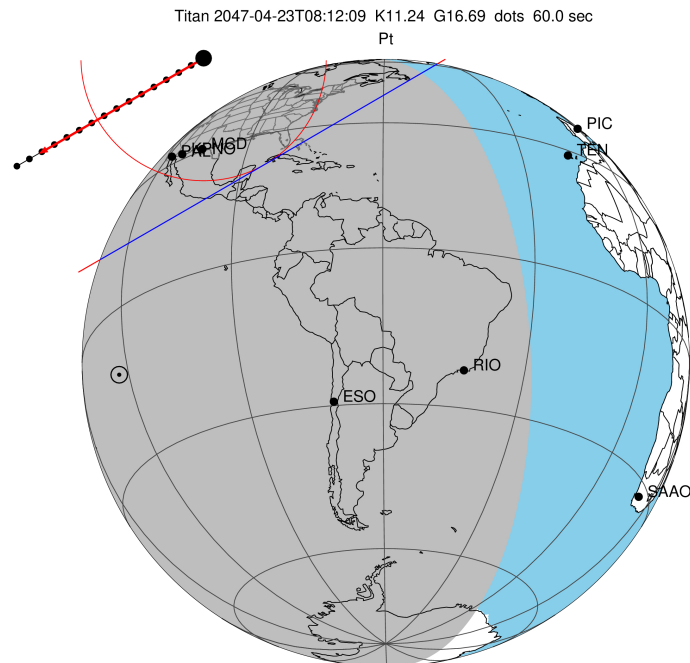 Titan 2047-04-23T08:12:09 K11.24 G16.69 dots 60.0 sec
Pt
PIC
MCD
TEN
RIO
ESO
SAAO